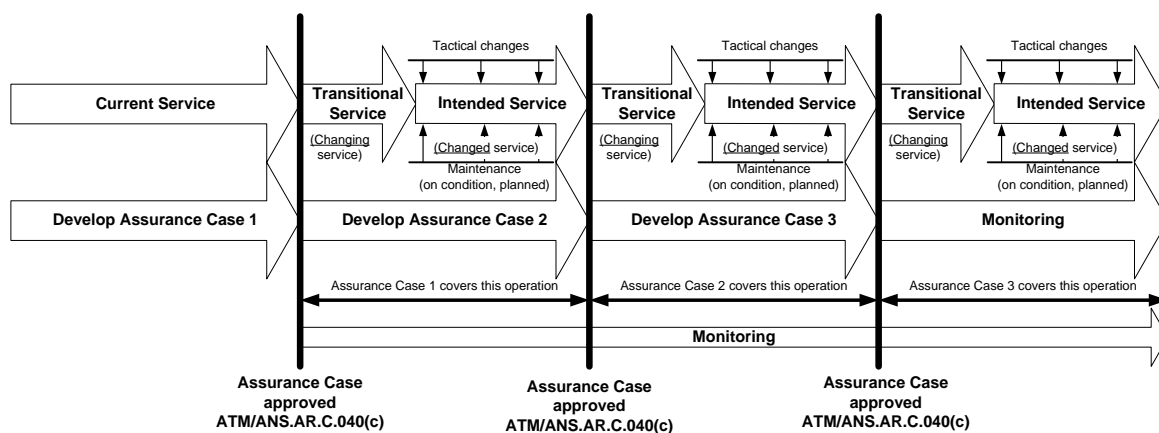 Tactical changes
Tactical changes
Tactical changes
Current Service
Transitional
Service
Intended Service
Transitional
Service
Intended Service
Transitional
Service
Intended Service
(Changing
service)
(Changed service)
(Changing
service)
(Changed service)
(Changing
service)
(Changed service)
Maintenance
(on condition, planned)
Maintenance
(on condition, planned)
Maintenance
(on condition, planned)
Develop Assurance Case 1
Develop Assurance Case 2
Develop Assurance Case 3
Monitoring
Assurance Case 1 covers this operation
Assurance Case 2 covers this operation
Assurance Case 3 covers this operation
Monitoring
Assurance Case
approved
ATM/ANS.AR.C.040(c)
Assurance Case
approved
ATM/ANS.AR.C.040(c)
Assurance Case
approved
ATM/ANS.AR.C.040(c)